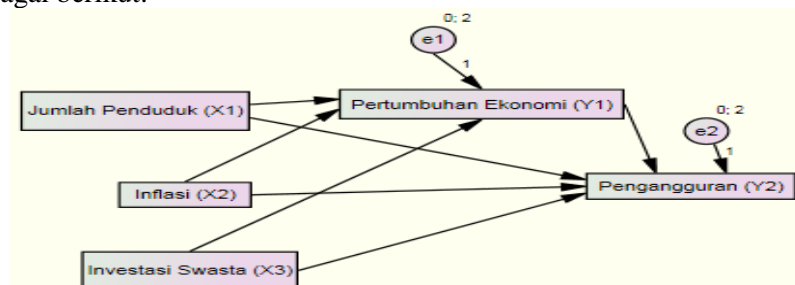 0; 2
e1
1
Jumlah Penduduk (X1)
Pertumbuhan Ekonomi (Y1)
0; 2
e2
1
Pengangguran (Y2)
Inflasi (X2)
Investasi Swasta (X3)